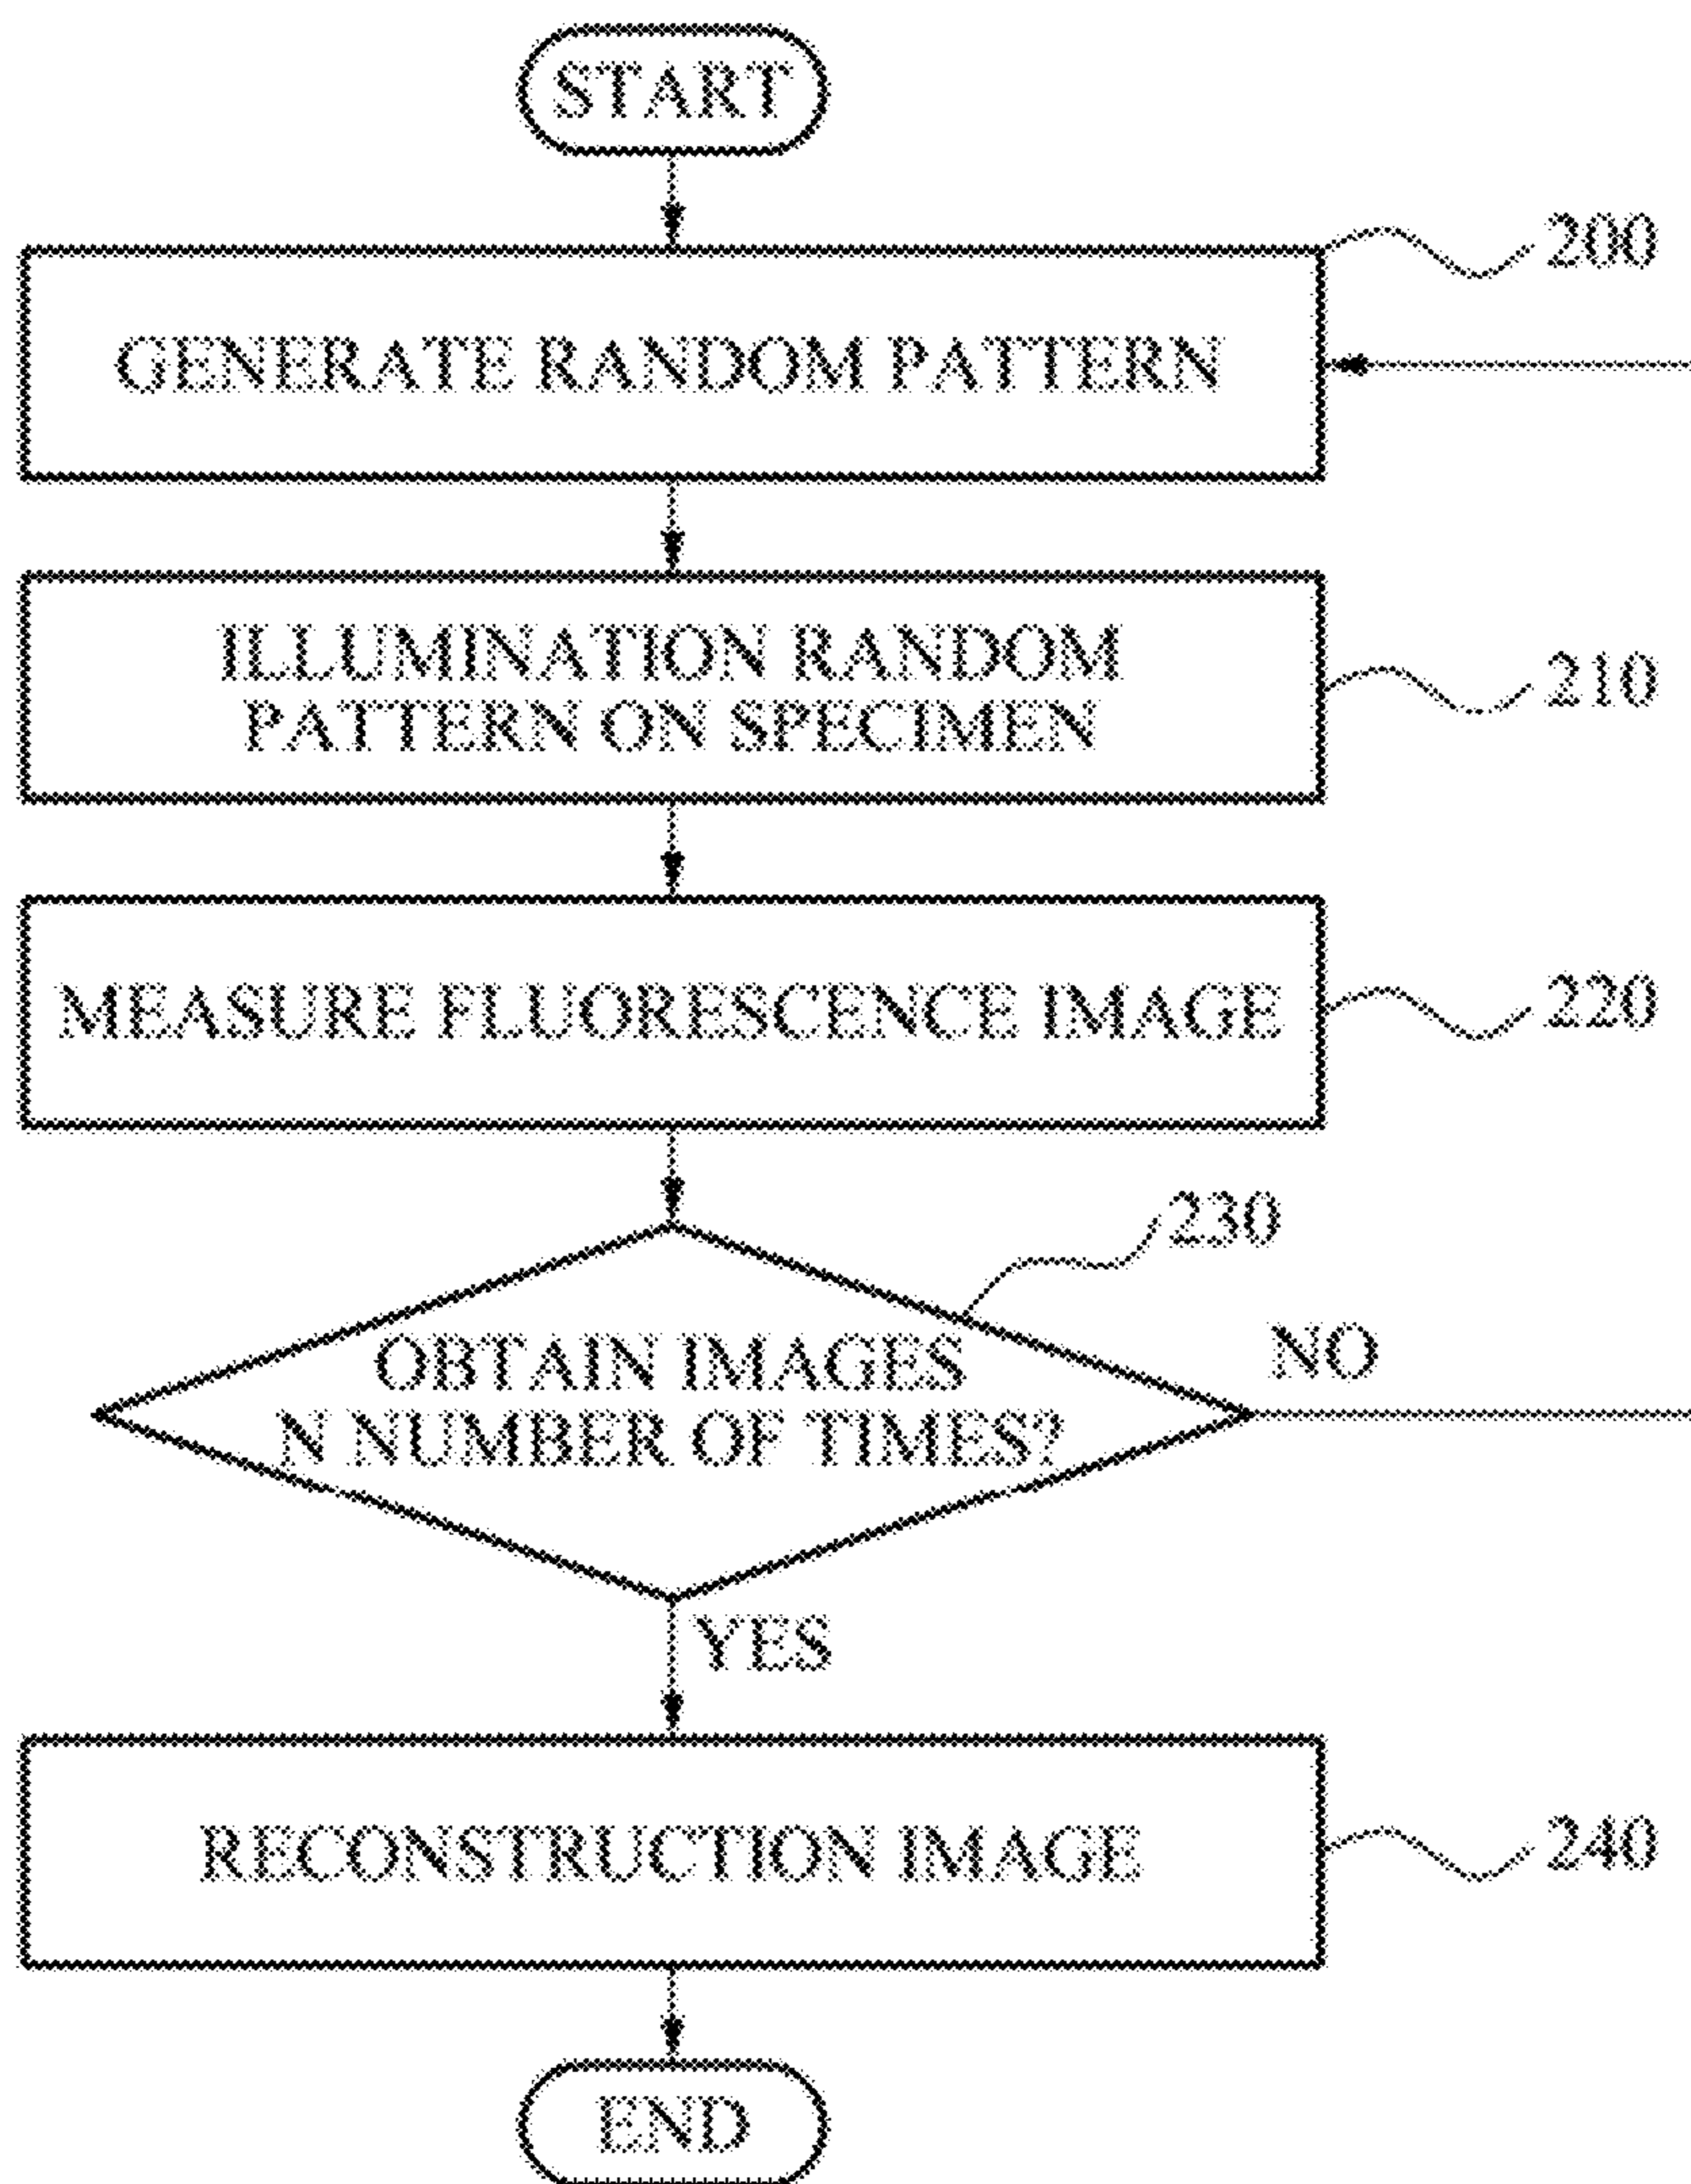 START
200
GENERATE RANDOM PATTERN
ILLUMINATION RANDOM
PATTERN ON SPECIMEN
210
MEASURE FLUORESCENCE IMAGE
220
230
OBTAIN IMAGES
N NUMBER OF TIMES?
NO
YES
RECONSTRUCTION IMAGE
240
END